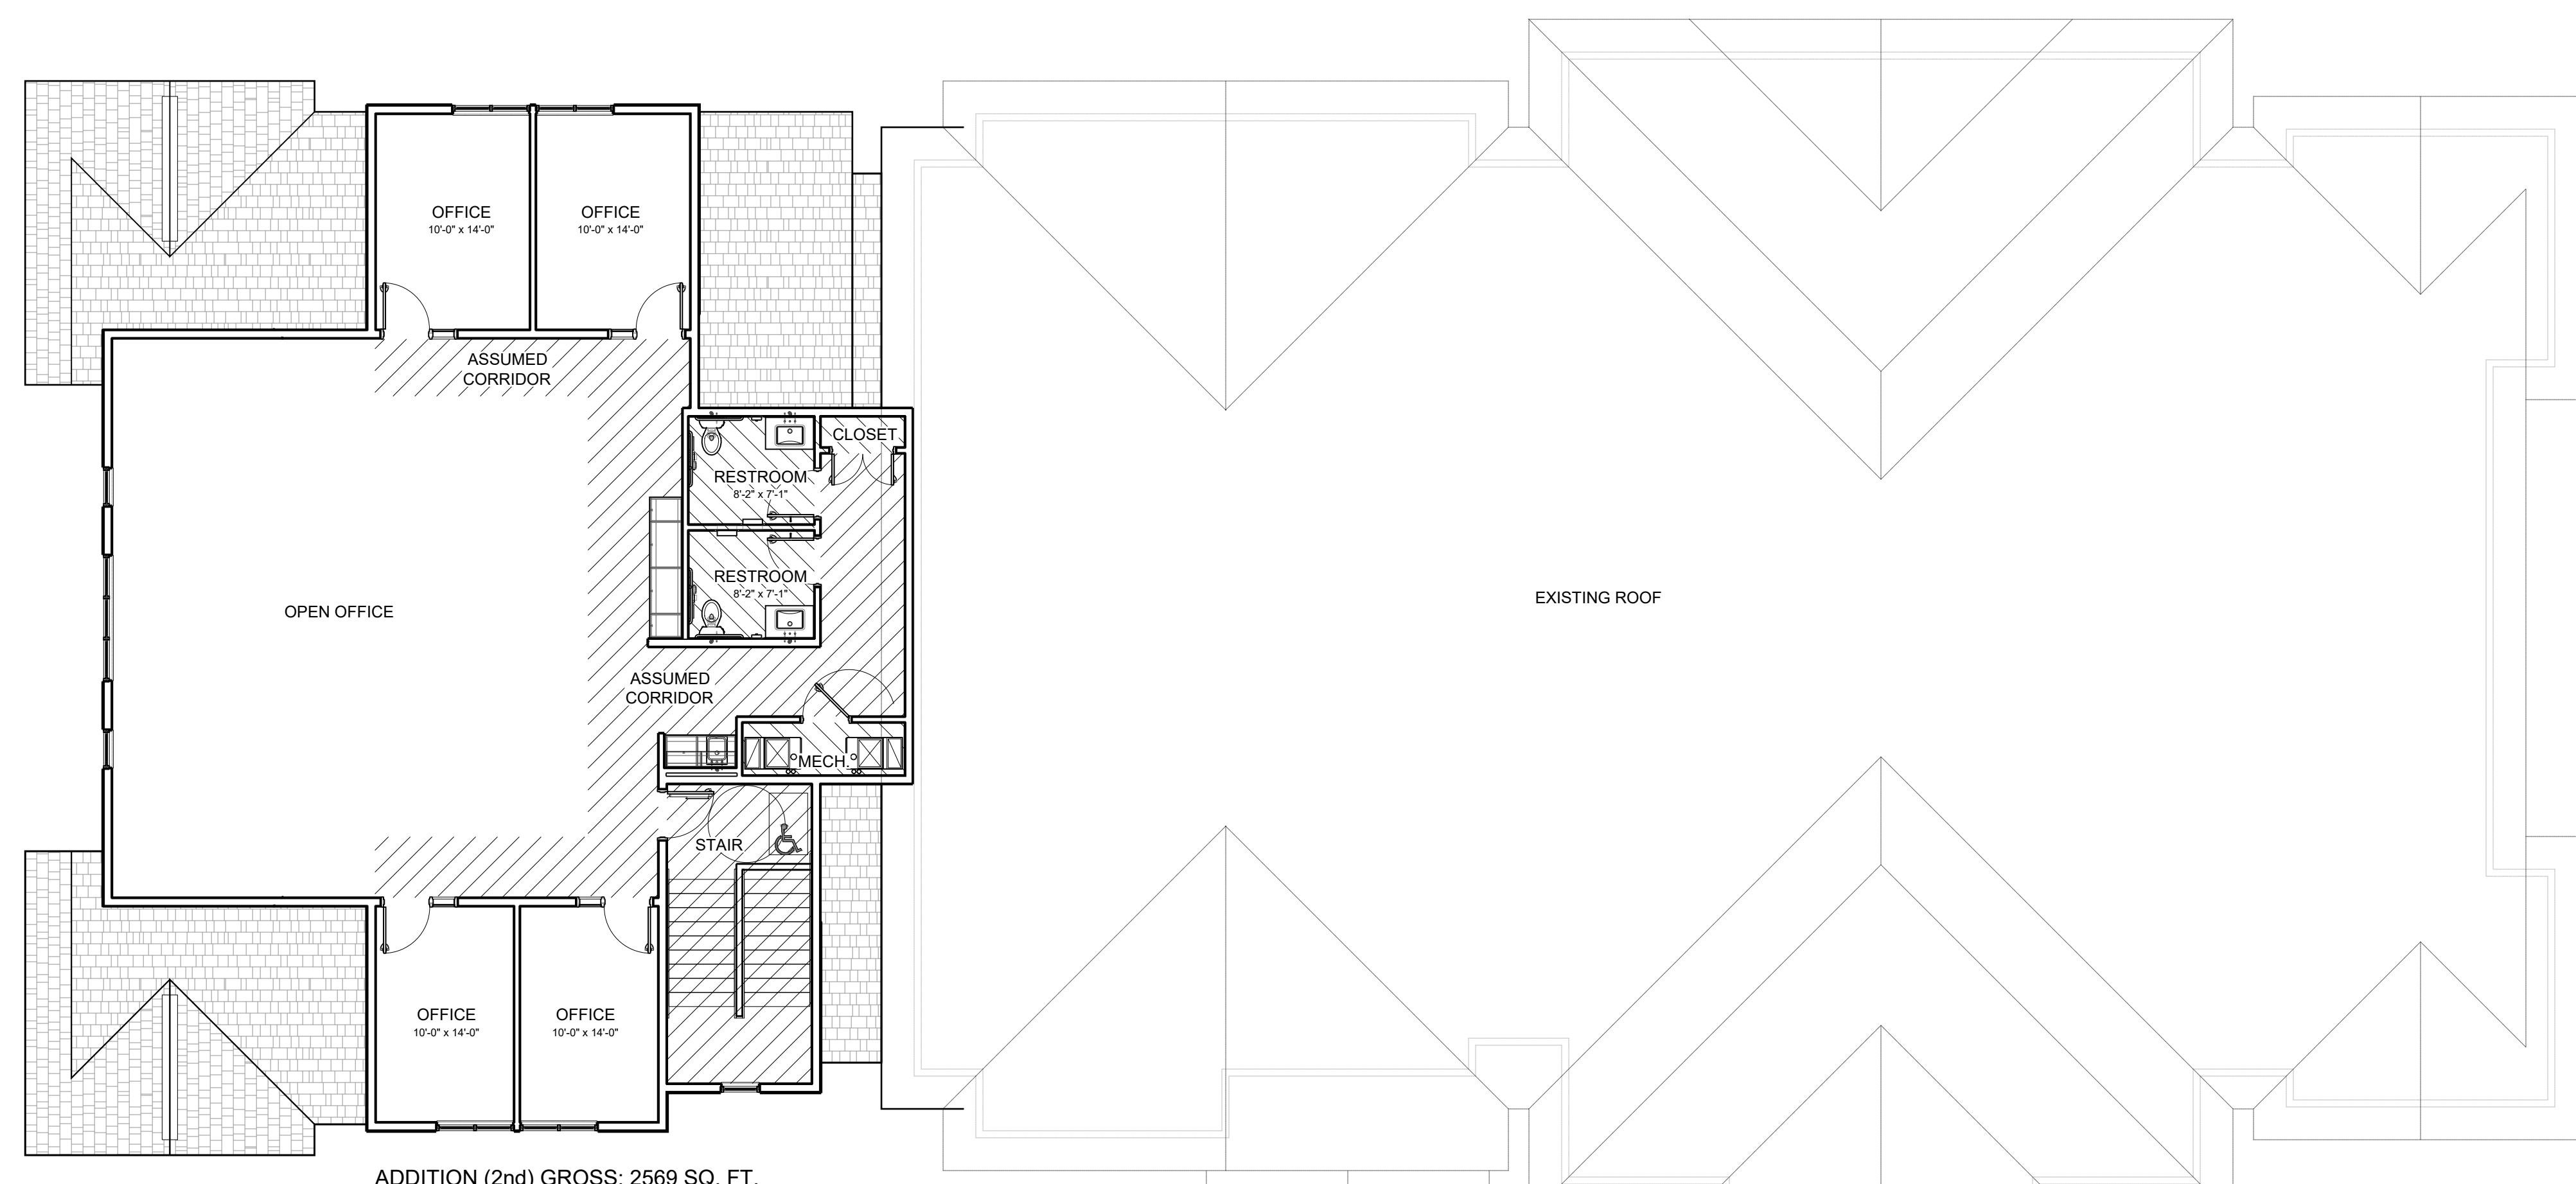 OFFICE
10'-0" x 14'-0"
OFFICE
10'-0" x 14'-0"
ASSUMED
CORRIDOR
CLOSET
RESTROOM
8'-2" x 7'-1"
RESTROOM
8'-2" x 7'-1"
OPEN OFFICE
EXISTING ROOF
ASSUMED
CORRIDOR
MECH.
STAIR
OFFICE
10'-0" x 14'-0"
OFFICE
10'-0" x 14'-0"
ADDITION (2nd) GROSS: 2569 SQ. FT.